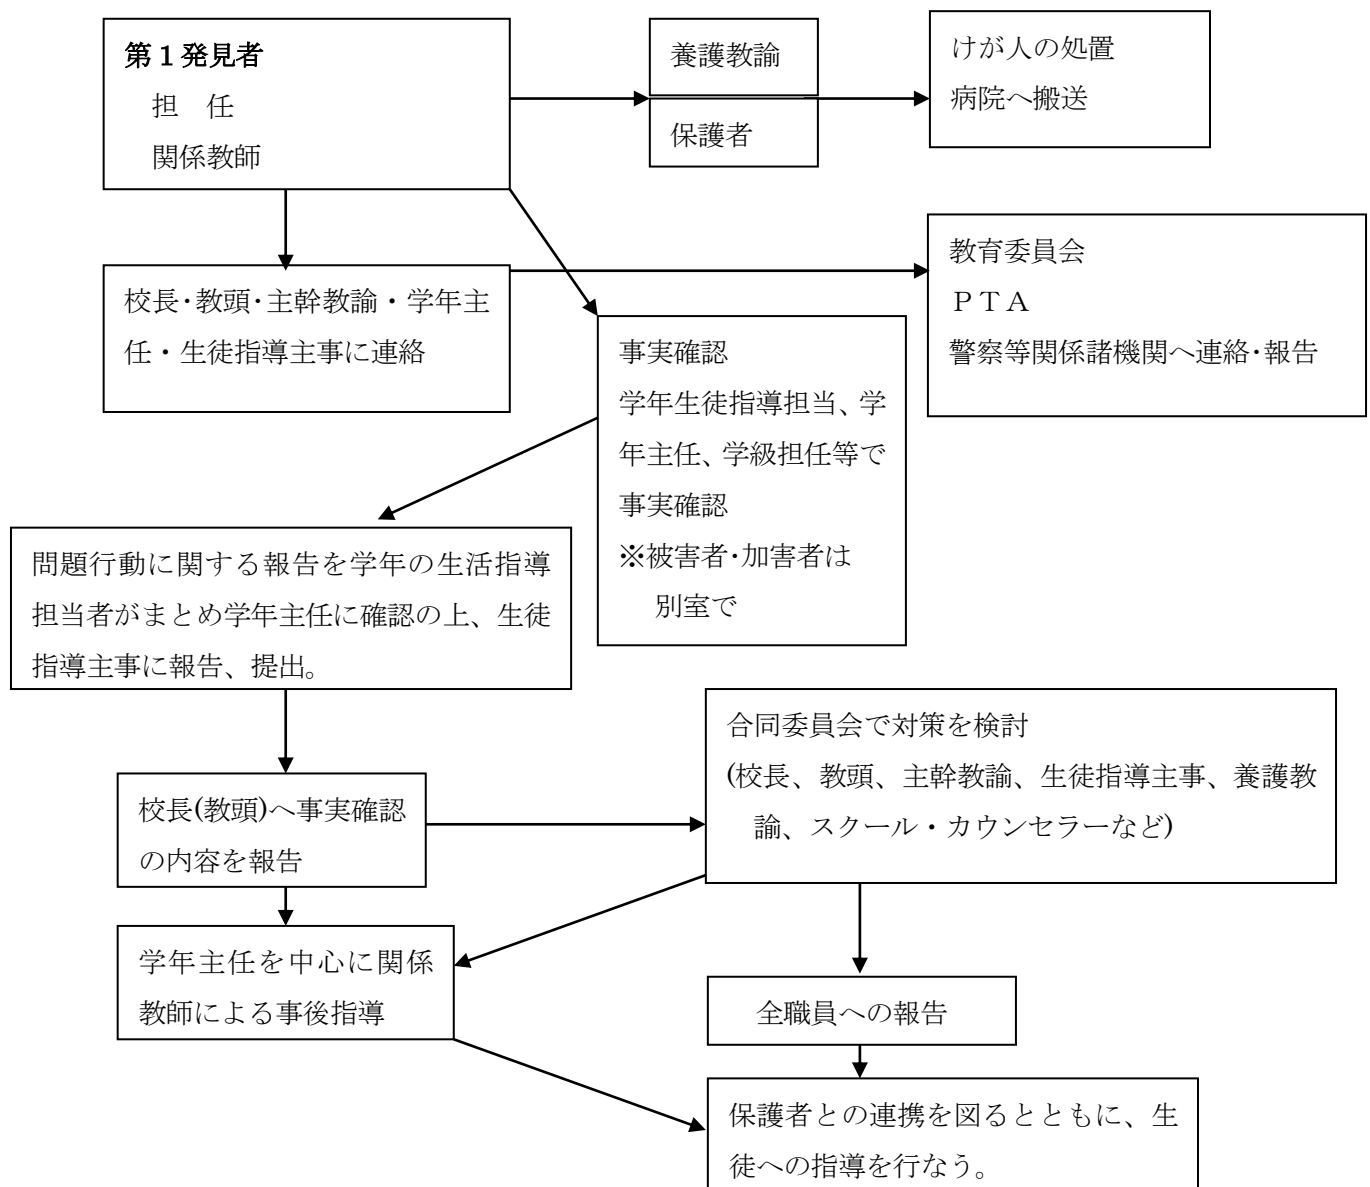 第１発見者
担　任
関係教師
養護教諭
保護者
けが人の処置
病院へ搬送
校長･教頭･主幹教諭・学年主
任・生徒指導主事に連絡
教育委員会
ＰＴＡ
警察等関係諸機関へ連絡･報告
事実確認
学年生徒指導担当、学
年主任、学級担任等で
事実確認
※被害者･加害者は
別室で
問題行動に関する報告を学年の生活指導
担当者がまとめ学年主任に確認の上、生徒
指導主事に報告、提出。
校長(教頭)へ事実確認
の内容を報告
合同委員会で対策を検討
(校長、教頭、主幹教諭、生徒指導主事、養護教
諭、スクール・カウンセラーなど)
学年主任を中心に関係
教師による事後指導
全職員への報告
保護者との連携を図るとともに、生
徒への指導を行なう。